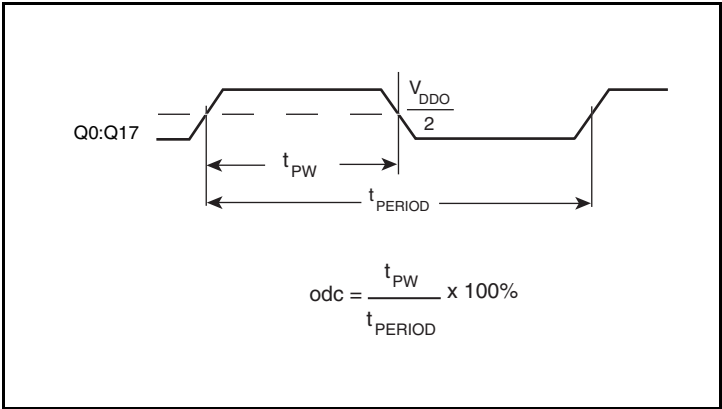 V_DDO
2
Q0:Q17
t_PW
t_PERIOD
t_PW
odc = x 100%
t_PERIOD